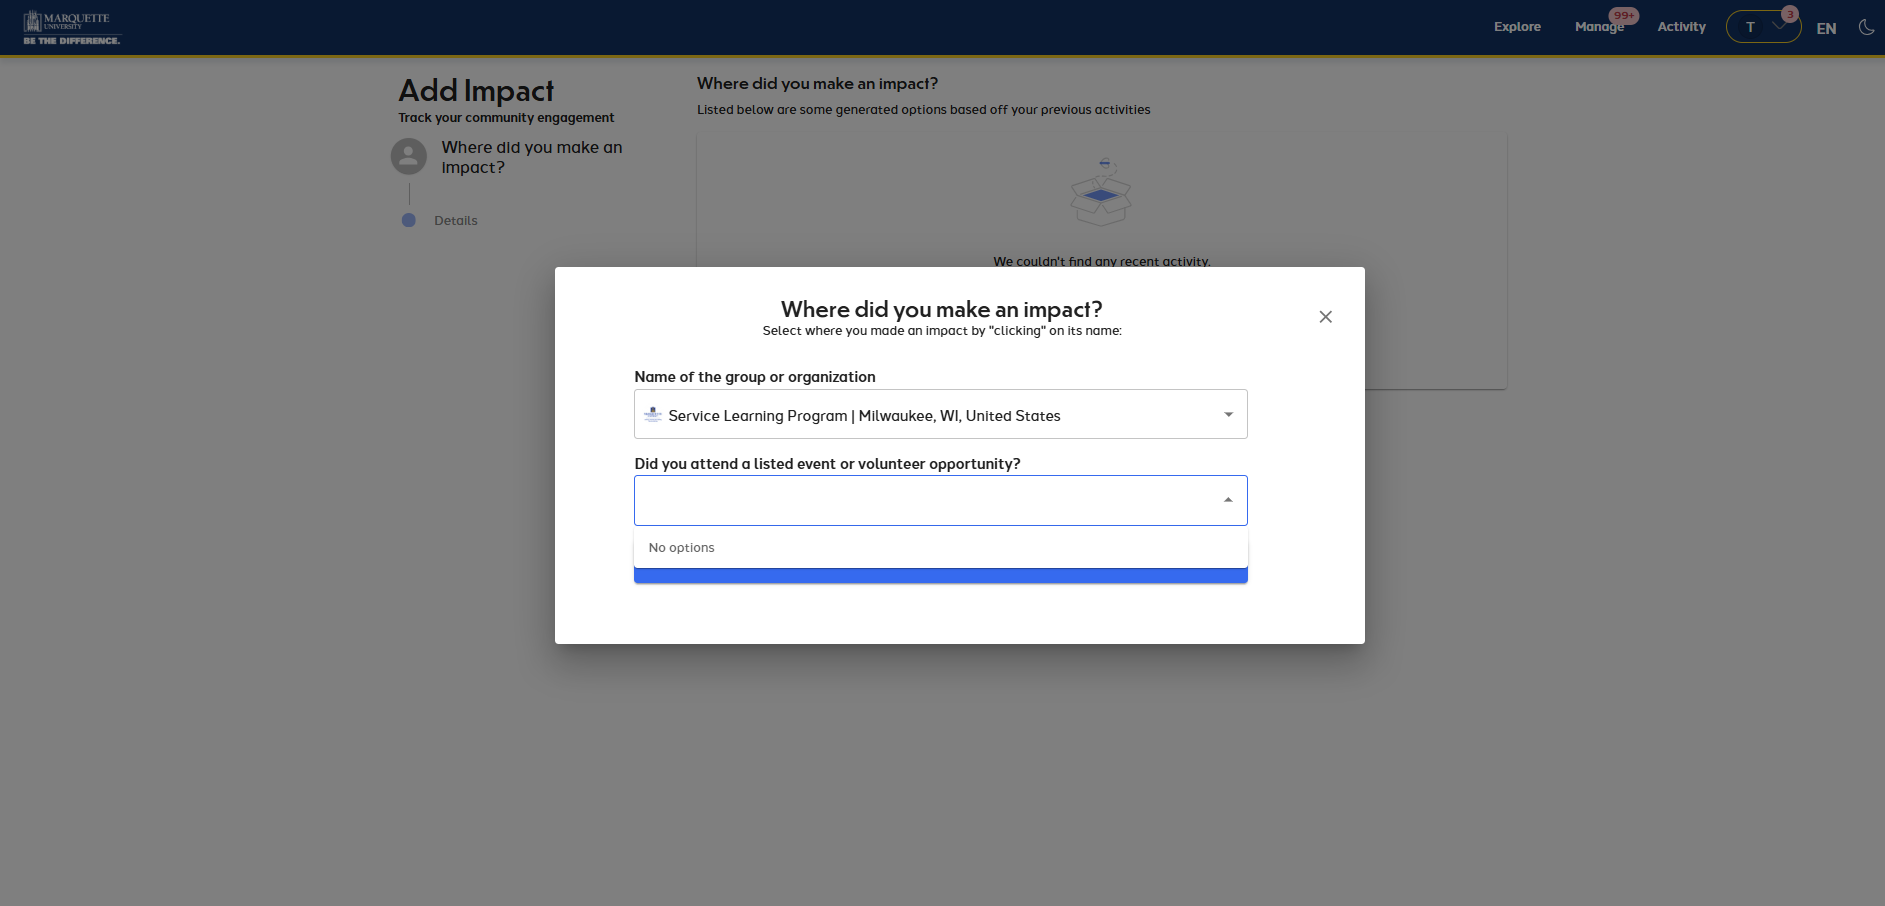 MARQUETTE
UNIVERSITY
BE THE DIFFERENCE.
Explore
Manage
99+
Activity
T
3
EN
Add Impact
Track your community engagement
Where did you make an
impact?
Details
Where did you make an impact?
Listed below are some generated options based off your previous activities
We couldn't find any recent activity.
Where did you make an impact?
Select where you made an impact by "clicking" on its name:
Name of the group or organization
Service Learning Program | Milwaukee, WI, United States
Did you attend a listed event or volunteer opportunity?
No options